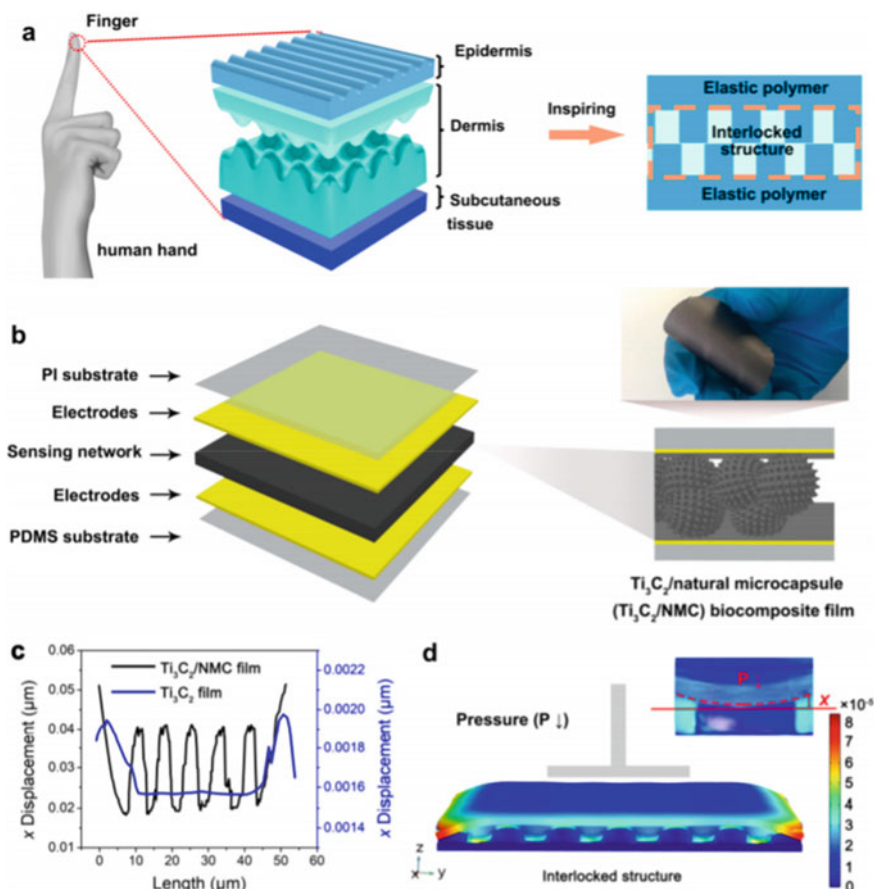 a
Finger
human hand
Epidermis
Dermis
Subcutaneous
tissue
Inspiring
Elastic polymer
Interlocked
structure
Elastic polymer
b
PI substrate
Electrodes
Sensing network
Electrodes
PDMS substrate
Ti₃C₂/natural microcapsule
(Ti₃C₂/NMC) biocomposite film
c
Ti₃C₂/NMC film
Ti₃C₂ film
x Displacement (μm)
0.06
0.05
0.04
0.03
0.02
0.01
0 10 20 30 40 50 60
Length (μm)
0.0022
0.0020
0.0018
0.0016
0.0014
x Displacement (μm)
d
Pressure (P ↓)
P ↓
x
×10⁻⁸
8
7
6
5
4
3
2
1
0
z
x y
Interlocked structure